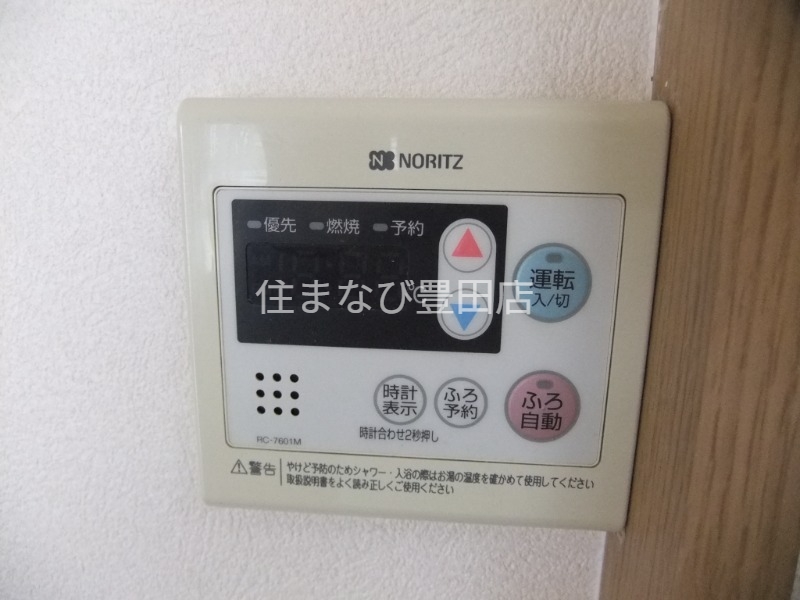 NORITZ
優先 燃焼 予約
℃
運転
入/切
住まなび豊田店
時計
表示
ふろ
予約
ふろ
自動
時計合わせ2秒押し
RC-7601M
⚠警告 やけど予防のためシャワー・入浴の際はお湯の温度を確かめて使用してください
取扱説明書をよく読み正しくご使用ください